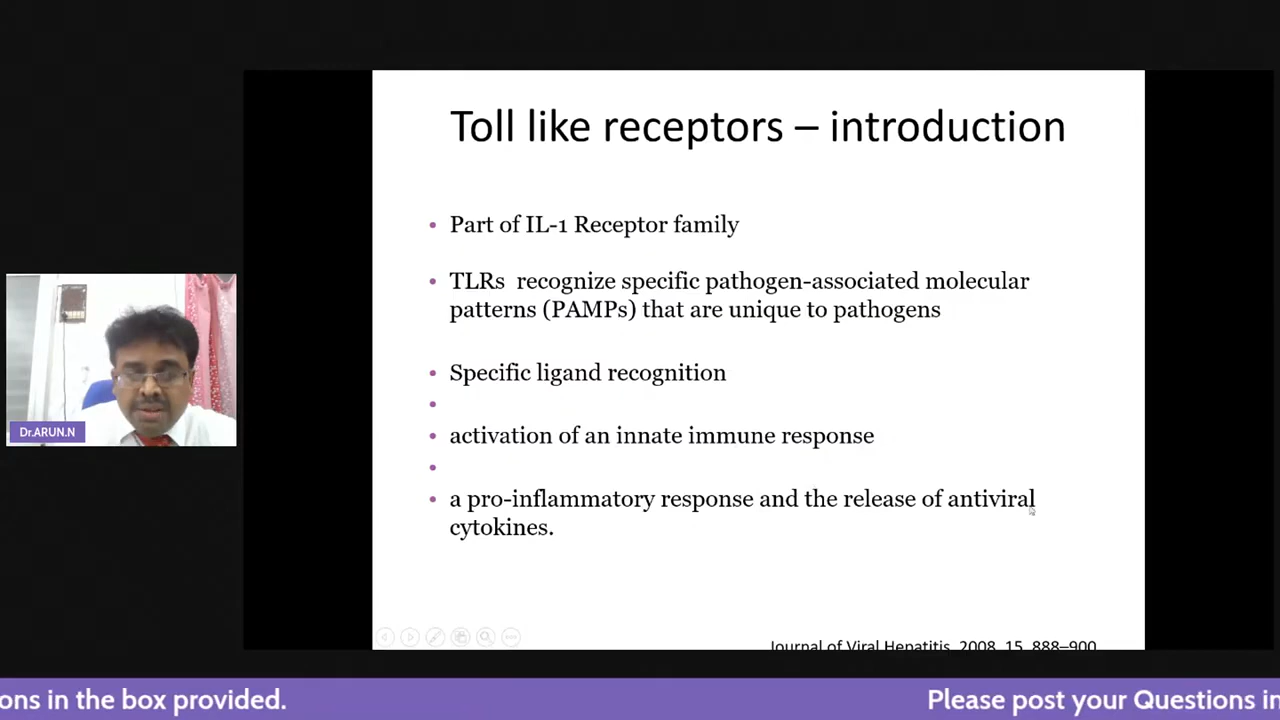 Toll like receptors – introduction
• Part of IL-1 Receptor family
• TLRs recognize specific pathogen-associated molecular
patterns (PAMPs) that are unique to pathogens
• Specific ligand recognition
•
• activation of an innate immune response
•
• a pro-inflammatory response and the release of antiviral
cytokines.
Dr.ARUN.N
Journal of Viral Hepatitis, 2008, 15, 888–900
ons in the box provided.
Please post your Questions in